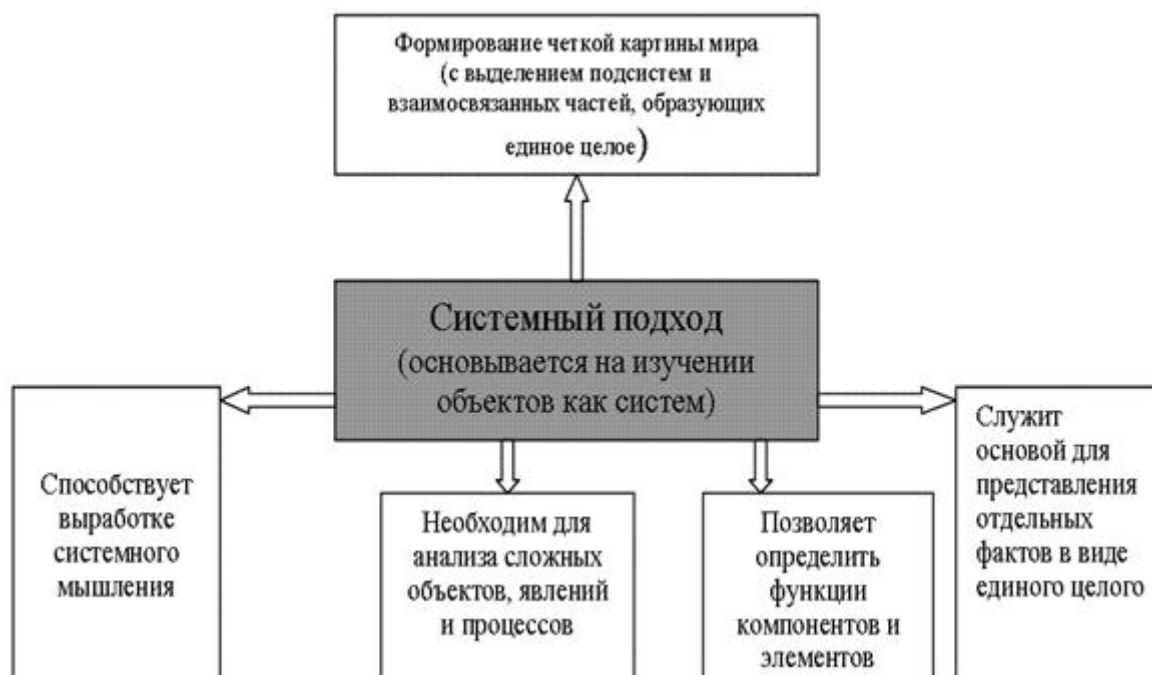 Формирование четкой картины мира
(с выделением подсистем и
взаимосвязанных частей, образующих
единое целое)
Системный подход
(основывается на изучении
объектов как систем)
Способствует
выработке
системного
мышления
Необходим для
анализа сложных
объектов, явлений
и процессов
Позволяет
определить
функции
компонентов и
элементов
Служит
основой для
представления
отдельных
фактов в виде
единого целого